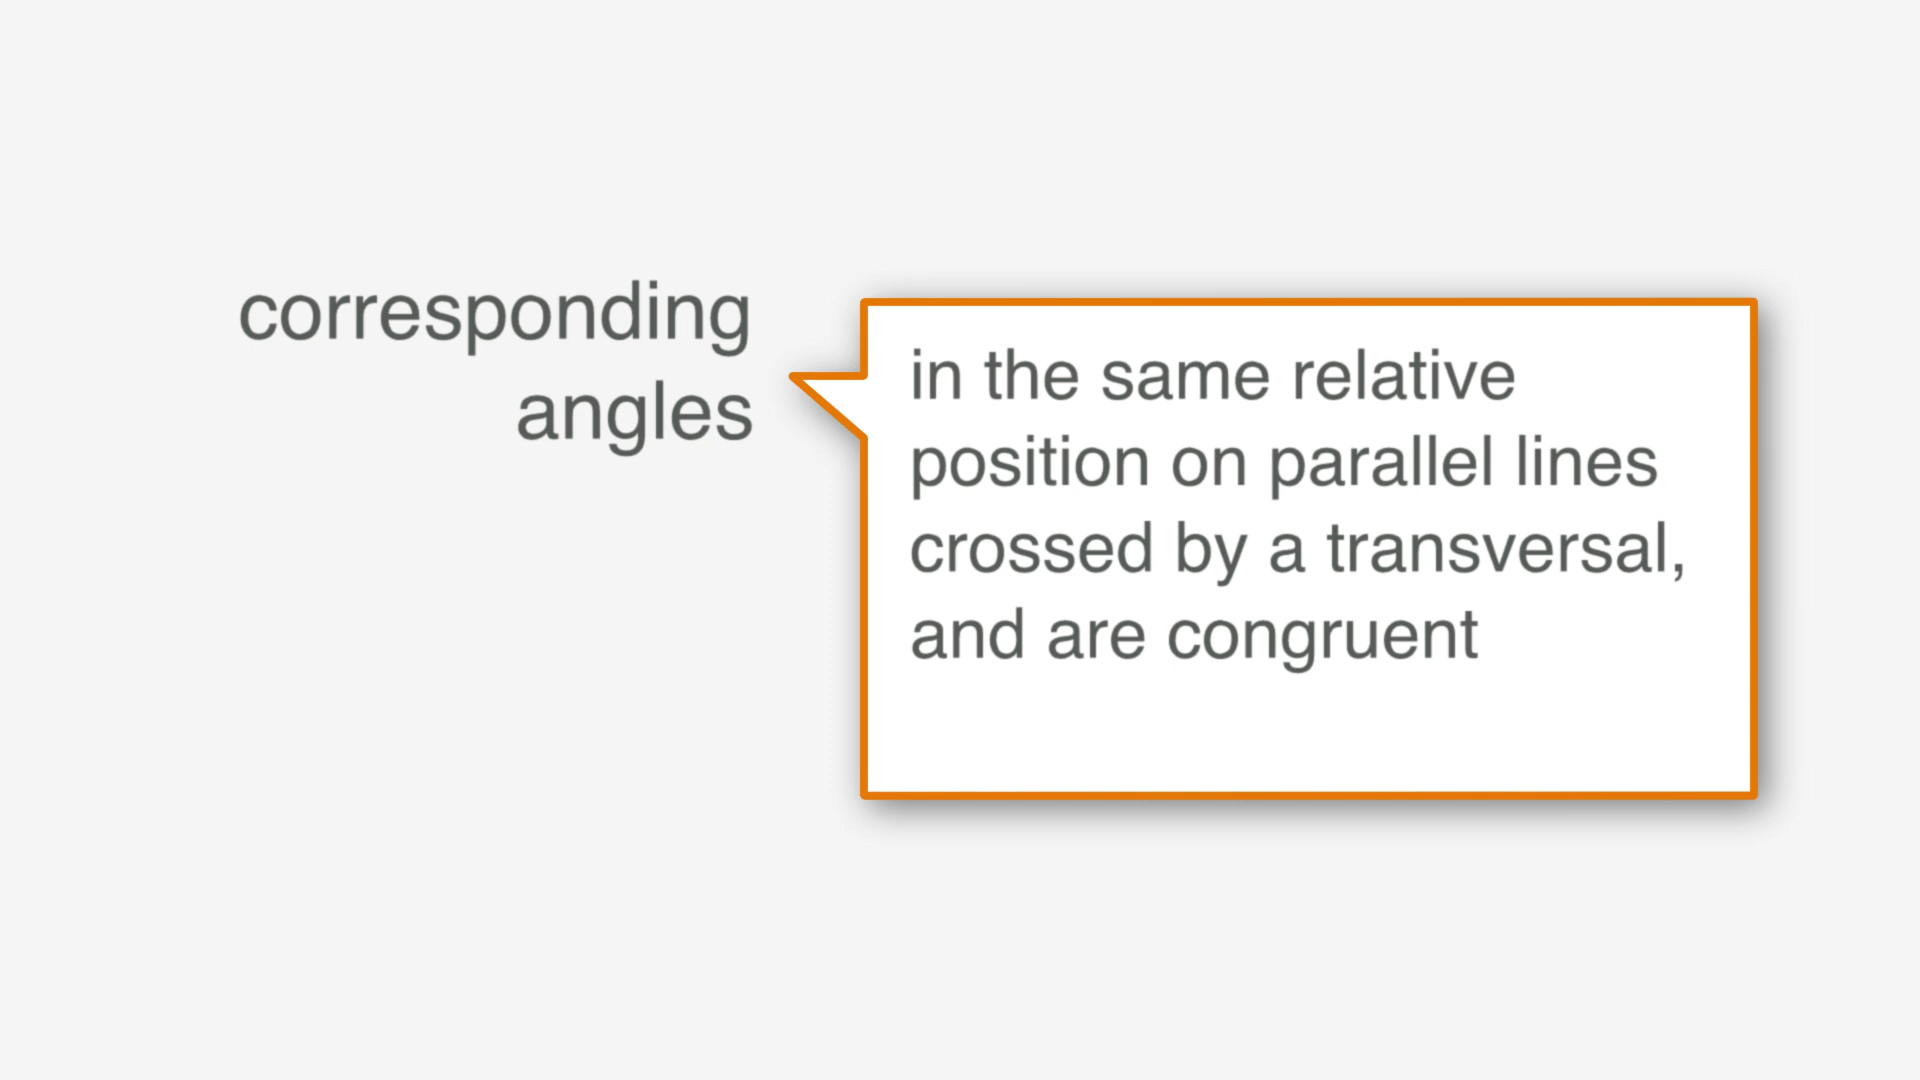 corresponding
angles
in the same relative
position on parallel lines
crossed by a transversal,
and are congruent